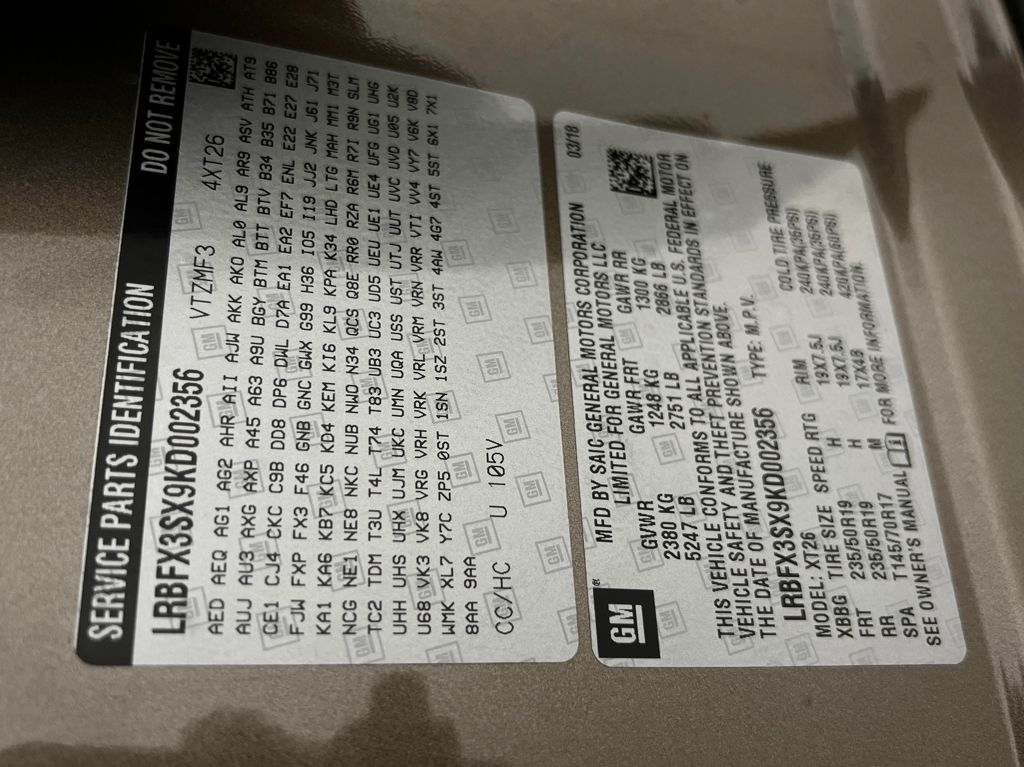 SERVICE PARTS IDENTIFICATION DO NOT REMOVE
LRBFX3SX9KD002356 VTZMF3 4XT26
AED AEQ AG1 AG2 AHR AII AJW AKK AKO AL0 AL9 AR9 ASV ATH AT9
AUJ AU3 AXG AXP A45 A63 A9U BGY BTM BTT BTV B34 B35 B71 B86
CE1 CJ4 CKC C9B DD8 DP6 DWL D7A EA1 EA2 EF7 ENL E22 E27 E28
FJW FXP FX3 F46 GNB GNC GWX G99 H36 IO5 I19 JJ2 JNK J61 J71
KA1 KA6 KB7 KC5 KD4 KEM KI6 KL9 KPA K34 LHD LTG MAH MM1 M3T
NCG NE1 NE8 NKC NUB NWD N34 QCS Q8E RR0 RZA R6M R7I R9N SLM
TC2 TDM T3U T4L T74 T83 UB3 UC3 UD5 UEU UE1 UE4 UFG UG1 UHG
UHH UHS UHX UJM UKC UMN UQA USS UST UTJ UUT UVC UVD U05 U2K
U68 VK3 VK8 VRG VRH VRK VRL VRM VRN VRR VTI VV4 VY7 V6K V8D
WMK XL7 Y7C ZP5 0ST 1SN 1SZ 2ST 3ST 4AW 4G7 4ST 5ST 6X1 7X1
8AA 9AA
CC/HC U 105V
GM ®
MFD BY SAIC GENERAL MOTORS CORPORATION 03/18
LIMITED FOR GENERAL MOTORS LLC
GVWR GAWR FRT GAWR RR
2380 KG 1248 KG 1300 KG
5247 LB 2751 LB 2866 LB
THIS VEHICLE CONFORMS TO ALL APPLICABLE U.S. FEDERAL MOTOR
VEHICLE SAFETY AND THEFT PREVENTION STANDARDS IN EFFECT ON
THE DATE OF MANUFACTURE SHOWN ABOVE.
LRBFX3SX9KD002356 TYPE: M.P.V.
MODEL: XT26
XBBG TIRE SIZE SPEED RTG RIM COLD TIRE PRESSURE
FRT 235/50R19 H 19X7.5J 240KPA(35PSI)
RR 235/50R19 H 19X7.5J 240KPA(35PSI)
SPA T145/70R17 M 17X4B 420KPA(60PSI)
SEE OWNER'S MANUAL FOR MORE INFORMATION.